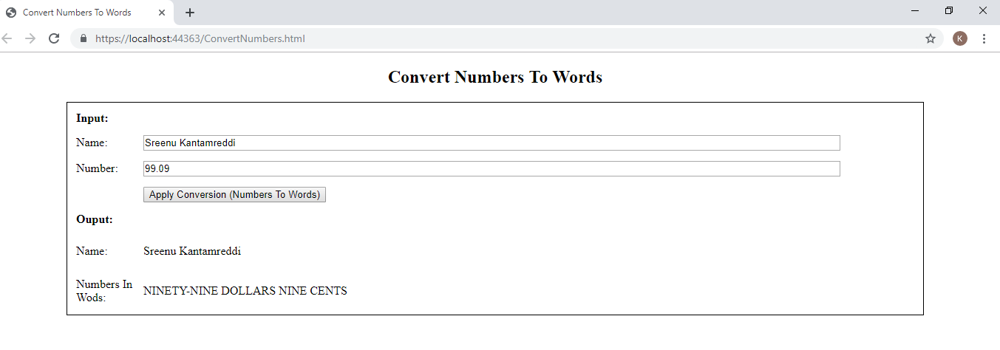 Convert Numbers To Words
https://localhost:44363/ConvertNumbers.html
K
Convert Numbers To Words
Input:
Name: Sreenu Kantamreddi
Number: 99.09
Apply Conversion (Numbers To Words)
Ouput:
Name: Sreenu Kantamreddi
Numbers In
Wods: NINETY-NINE DOLLARS NINE CENTS